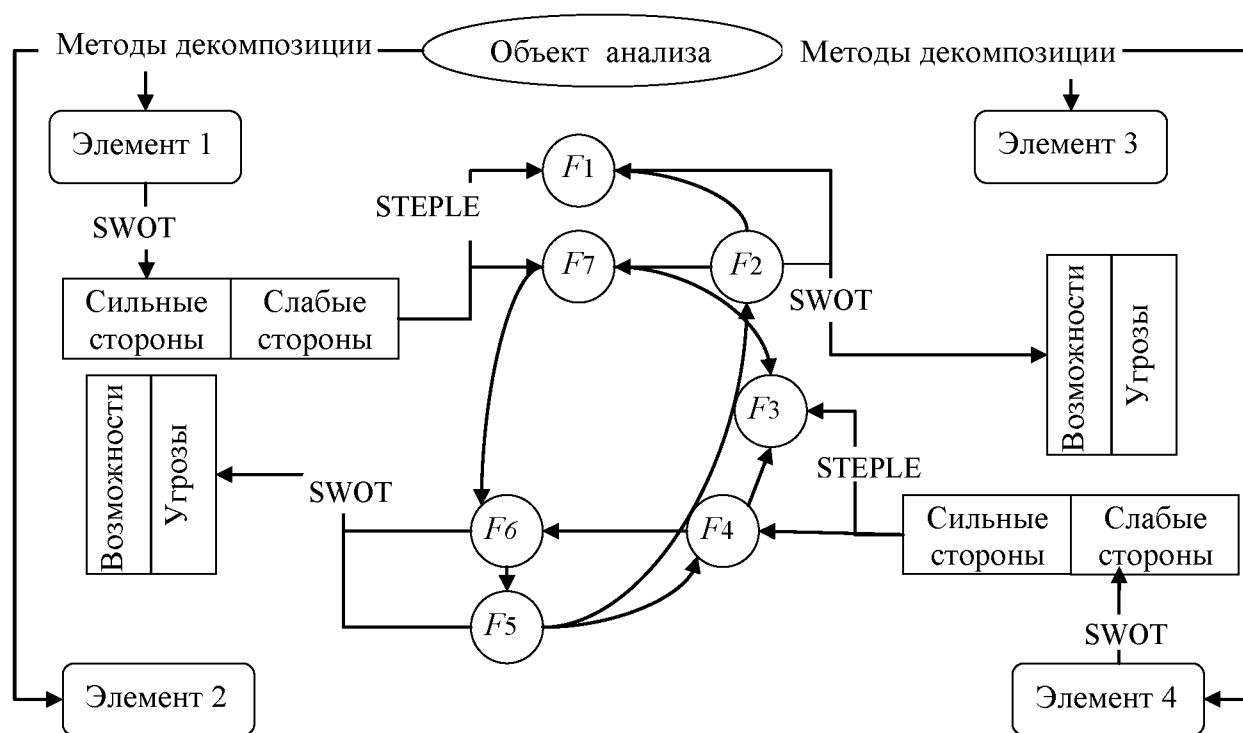 Методы декомпозиции
Объект анализа
Методы декомпозиции
Элемент 1
Элемент 3
F1
STEPLE
SWOT
F7
F2
SWOT
Сильные
стороны
Слабые
стороны
Возможности
Угрозы
Возможности
Угрозы
F3
STEPLE
SWOT
F6
F4
Сильные
стороны
Слабые
стороны
F5
SWOT
Элемент 2
Элемент 4